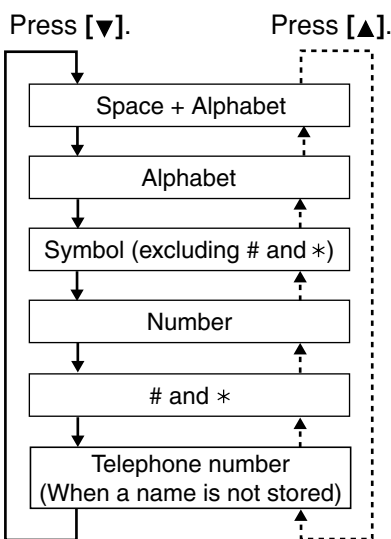 Press [▼]. Press [▲].
Space + Alphabet
Alphabet
Symbol (excluding # and ＊)
Number
# and ＊
Telephone number
(When a name is not stored)